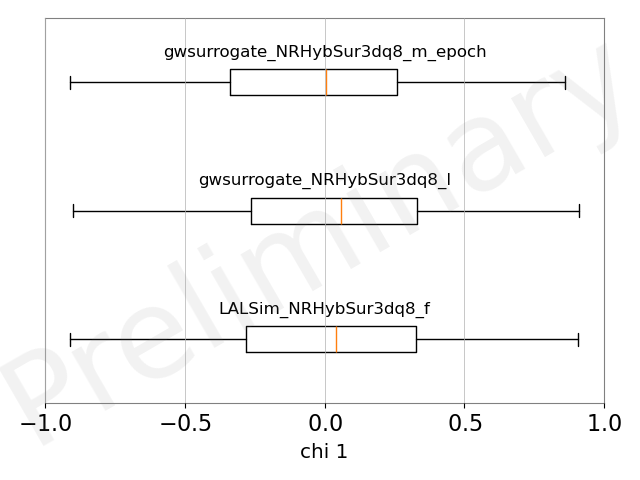 gwsurrogate_NRHybSur3dq8_m_epoch
gwsurrogate_NRHybSur3dq8_l
LALSim_NRHybSur3dq8_f
Preliminary
−1.0 −0.5 0.0 0.5 1.0
chi 1